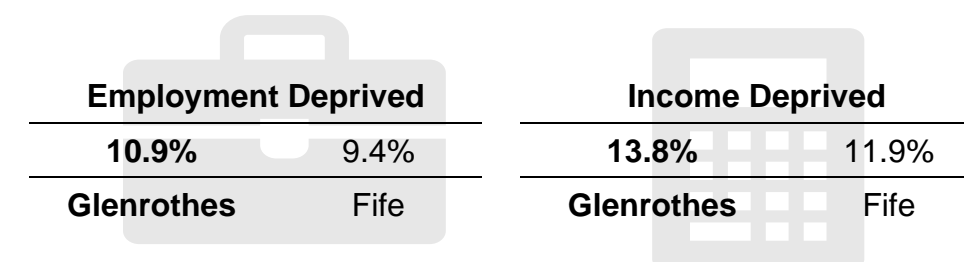 Employment Deprived
10.9% 9.4%
Glenrothes Fife
Income Deprived
13.8% 11.9%
Glenrothes Fife